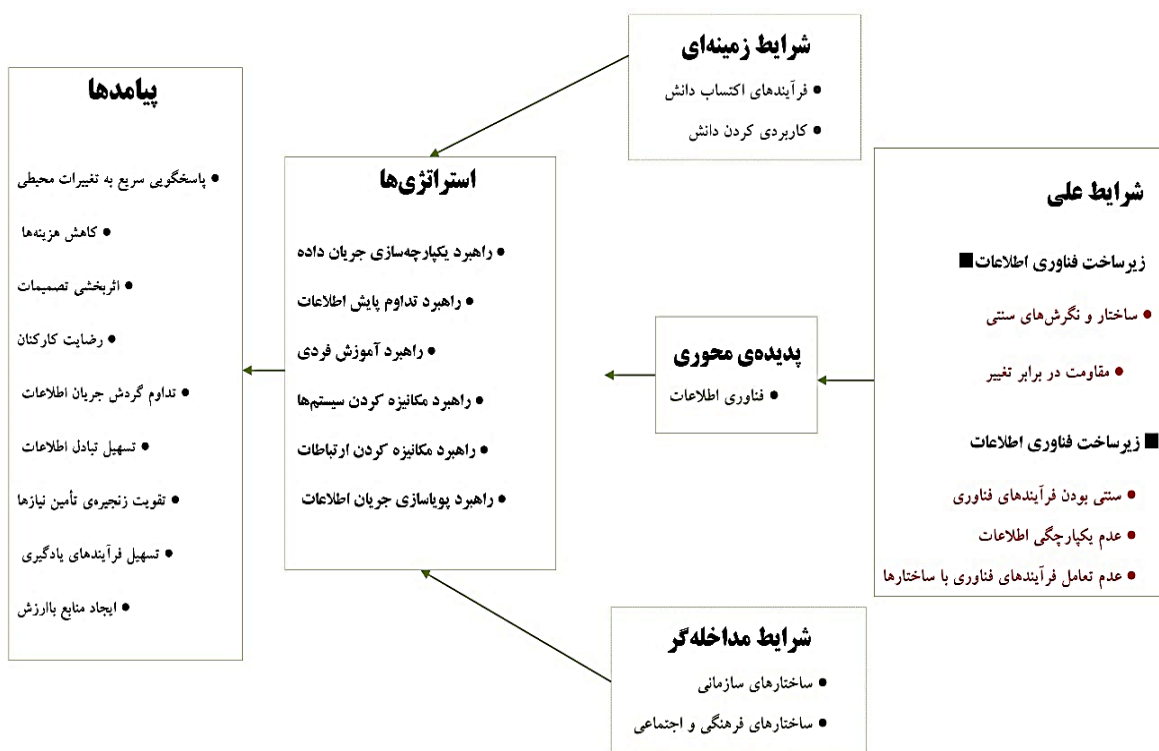 شرایط زمینه‌ای
• فرآیندهای اکتساب دانش
• کاربردی کردن دانش
شرایط علی
زیرساخت فناوری اطلاعات■
• ساختار و نگرش‌های سنتی
• مقاومت در برابر تغییر
■ زیرساخت فناوری اطلاعات
• سنتی بودن فرآیندهای فناوری
• عدم یکپارچگی اطلاعات
• عدم تعامل فرآیندهای فناوری با ساختارها
پدیده‌ی محوری
• فناوری اطلاعات
استراتژی‌ها
• راهبرد یکپارچه‌سازی جریان داده
• راهبرد تداوم پایش اطلاعات
• راهبرد آموزش فردی
• راهبرد مکانیزه کردن سیستم‌ها
• راهبرد مکانیزه کردن ارتباطات
• راهبرد پویاسازی جریان اطلاعات
شرایط مداخله‌گر
• ساختارهای سازمانی
• ساختارهای فرهنگی و اجتماعی
پیامدها
• پاسخگویی سریع به تغییرات محیطی
• کاهش هزینه‌ها
• اثربخشی تصمیمات
• رضایت کارکنان
• تداوم گردش جریان اطلاعات
• تسهیل تبادل اطلاعات
• تقویت زنجیره‌ی تأمین نیازها
• تسهیل فرآیندهای یادگیری
• ایجاد منابع باارزش